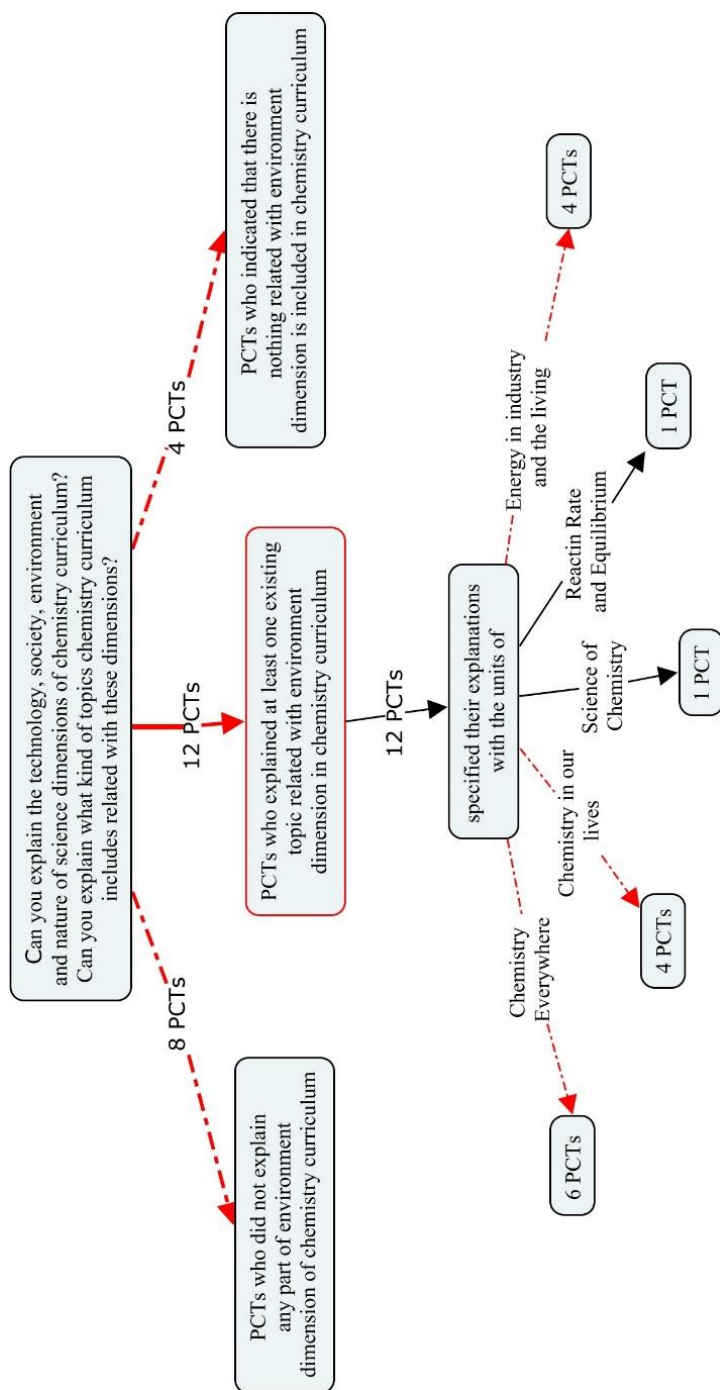 Can you explain the technology, society, environment
and nature of science dimensions of chemistry curriculum?
Can you explain what kind of topics chemistry curriculum
includes related with these dimensions?
8 PCTs
12 PCTs
4 PCTs
PCTs who did not explain
any part of environment
dimension of chemistry curriculum
PCTs who explained at least one existing
topic related with environment
dimension in chemistry curriculum
PCTs who indicated that there is
nothing related with environment
dimension is included in chemistry curriculum
12 PCTs
specified their explanations
with the units of
Chemistry
Everywhere
Chemistry in our
lives
Science of
Chemistry
Reactin Rate
and Equilibrium
Energy in industry
and the living
6 PCTs
4 PCTs
1 PCT
1 PCT
4 PCTs